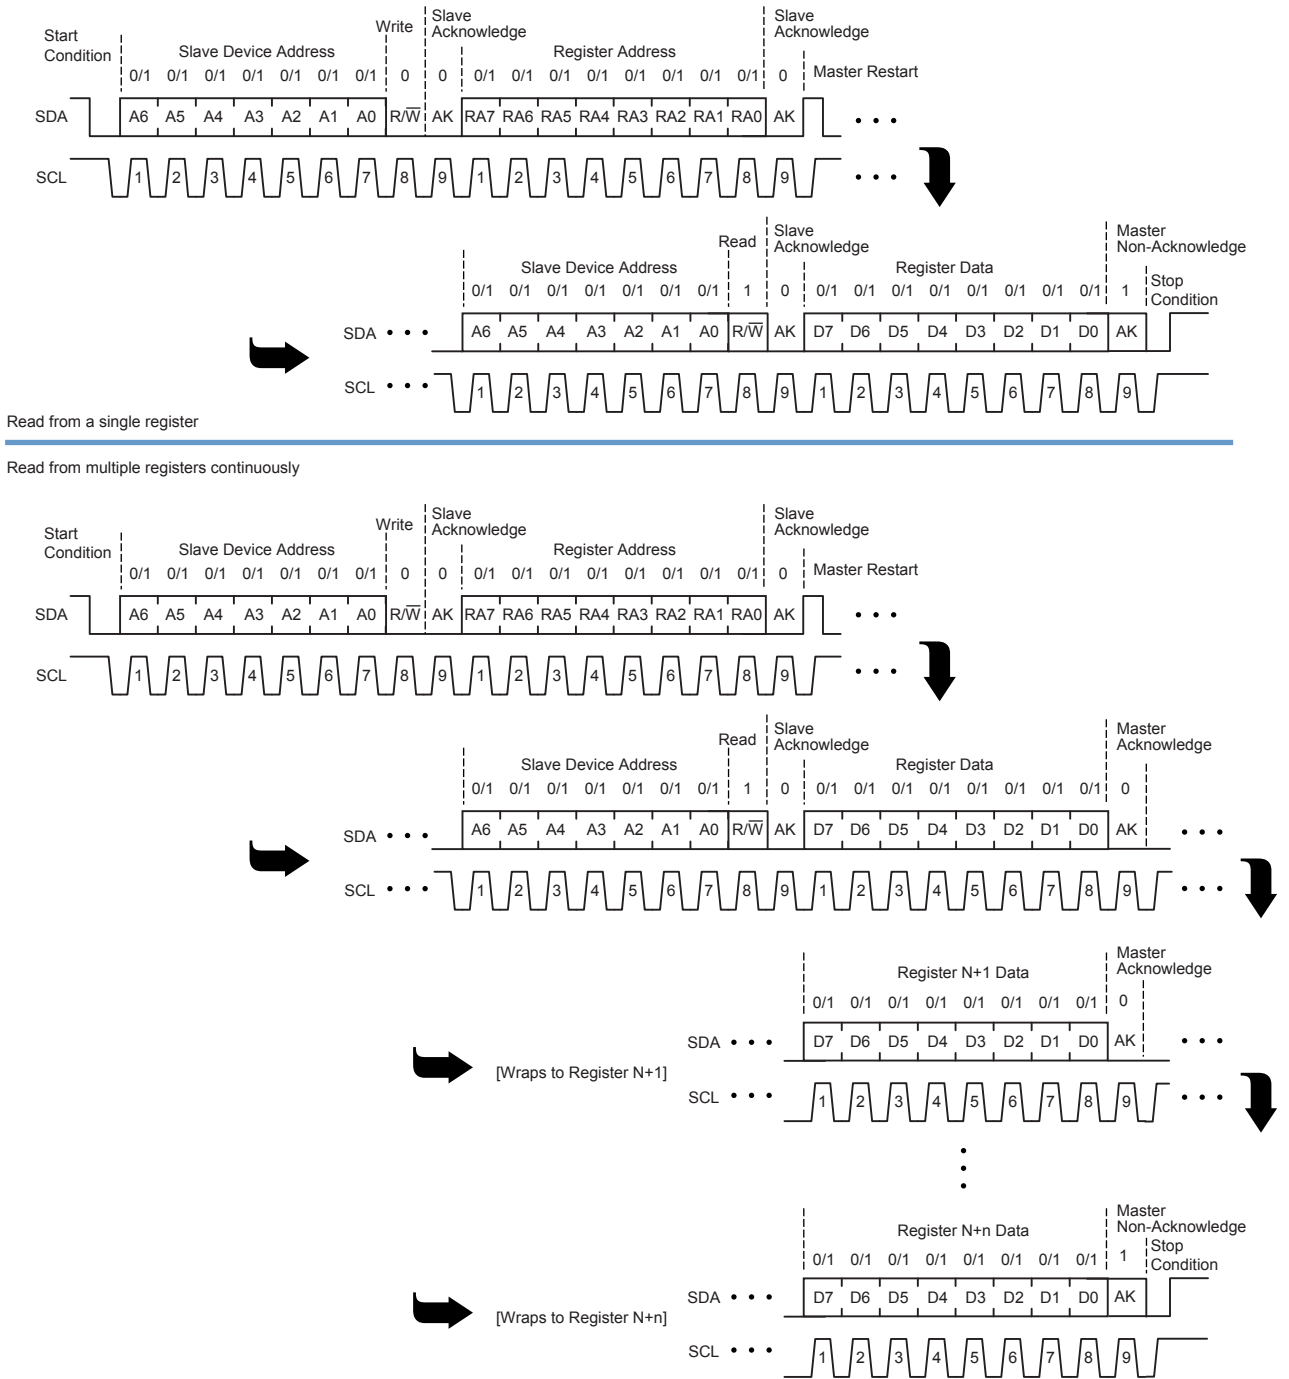 Start
Condition
Slave Device Address
Write
Slave
Acknowledge
Register Address
Slave
Acknowledge
Master Restart
0/1 0/1 0/1 0/1 0/1 0/1 0/1 0 0 0/1 0/1 0/1 0/1 0/1 0/1 0/1 0/1 0
SDA A6 A5 A4 A3 A2 A1 A0 R/W AK RA7 RA6 RA5 RA4 RA3 RA2 RA1 RA0 AK • • •
SCL 1 2 3 4 5 6 7 8 9 1 2 3 4 5 6 7 8 9 • • •
Slave Device Address
Read
Slave
Acknowledge
Register Data
Master
Non-Acknowledge
Stop
Condition
0/1 0/1 0/1 0/1 0/1 0/1 0/1 1 0 0/1 0/1 0/1 0/1 0/1 0/1 0/1 0/1 1
SDA • • • A6 A5 A4 A3 A2 A1 A0 R/W AK D7 D6 D5 D4 D3 D2 D1 D0 AK
SCL • • • 1 2 3 4 5 6 7 8 9 1 2 3 4 5 6 7 8 9
Read from a single register
Read from multiple registers continuously
Start
Condition
Slave Device Address
Write
Slave
Acknowledge
Register Address
Slave
Acknowledge
Master Restart
0/1 0/1 0/1 0/1 0/1 0/1 0/1 0 0 0/1 0/1 0/1 0/1 0/1 0/1 0/1 0/1 0
SDA A6 A5 A4 A3 A2 A1 A0 R/W AK RA7 RA6 RA5 RA4 RA3 RA2 RA1 RA0 AK • • •
SCL 1 2 3 4 5 6 7 8 9 1 2 3 4 5 6 7 8 9 • • •
Slave Device Address
Read
Slave
Acknowledge
Register Data
Master
Acknowledge
0/1 0/1 0/1 0/1 0/1 0/1 0/1 1 0 0/1 0/1 0/1 0/1 0/1 0/1 0/1 0/1 0
SDA • • • A6 A5 A4 A3 A2 A1 A0 R/W AK D7 D6 D5 D4 D3 D2 D1 D0 AK • • •
SCL • • • 1 2 3 4 5 6 7 8 9 1 2 3 4 5 6 7 8 9 • • •
Register N+1 Data
Master
Acknowledge
0/1 0/1 0/1 0/1 0/1 0/1 0/1 0/1 0
SDA • • • D7 D6 D5 D4 D3 D2 D1 D0 AK • • •
[Wraps to Register N+1]
SCL • • • 1 2 3 4 5 6 7 8 9 • • •
Register N+n Data
Master
Non-Acknowledge
Stop
Condition
0/1 0/1 0/1 0/1 0/1 0/1 0/1 0/1 1
SDA • • • D7 D6 D5 D4 D3 D2 D1 D0 AK
[Wraps to Register N+n]
SCL • • • 1 2 3 4 5 6 7 8 9